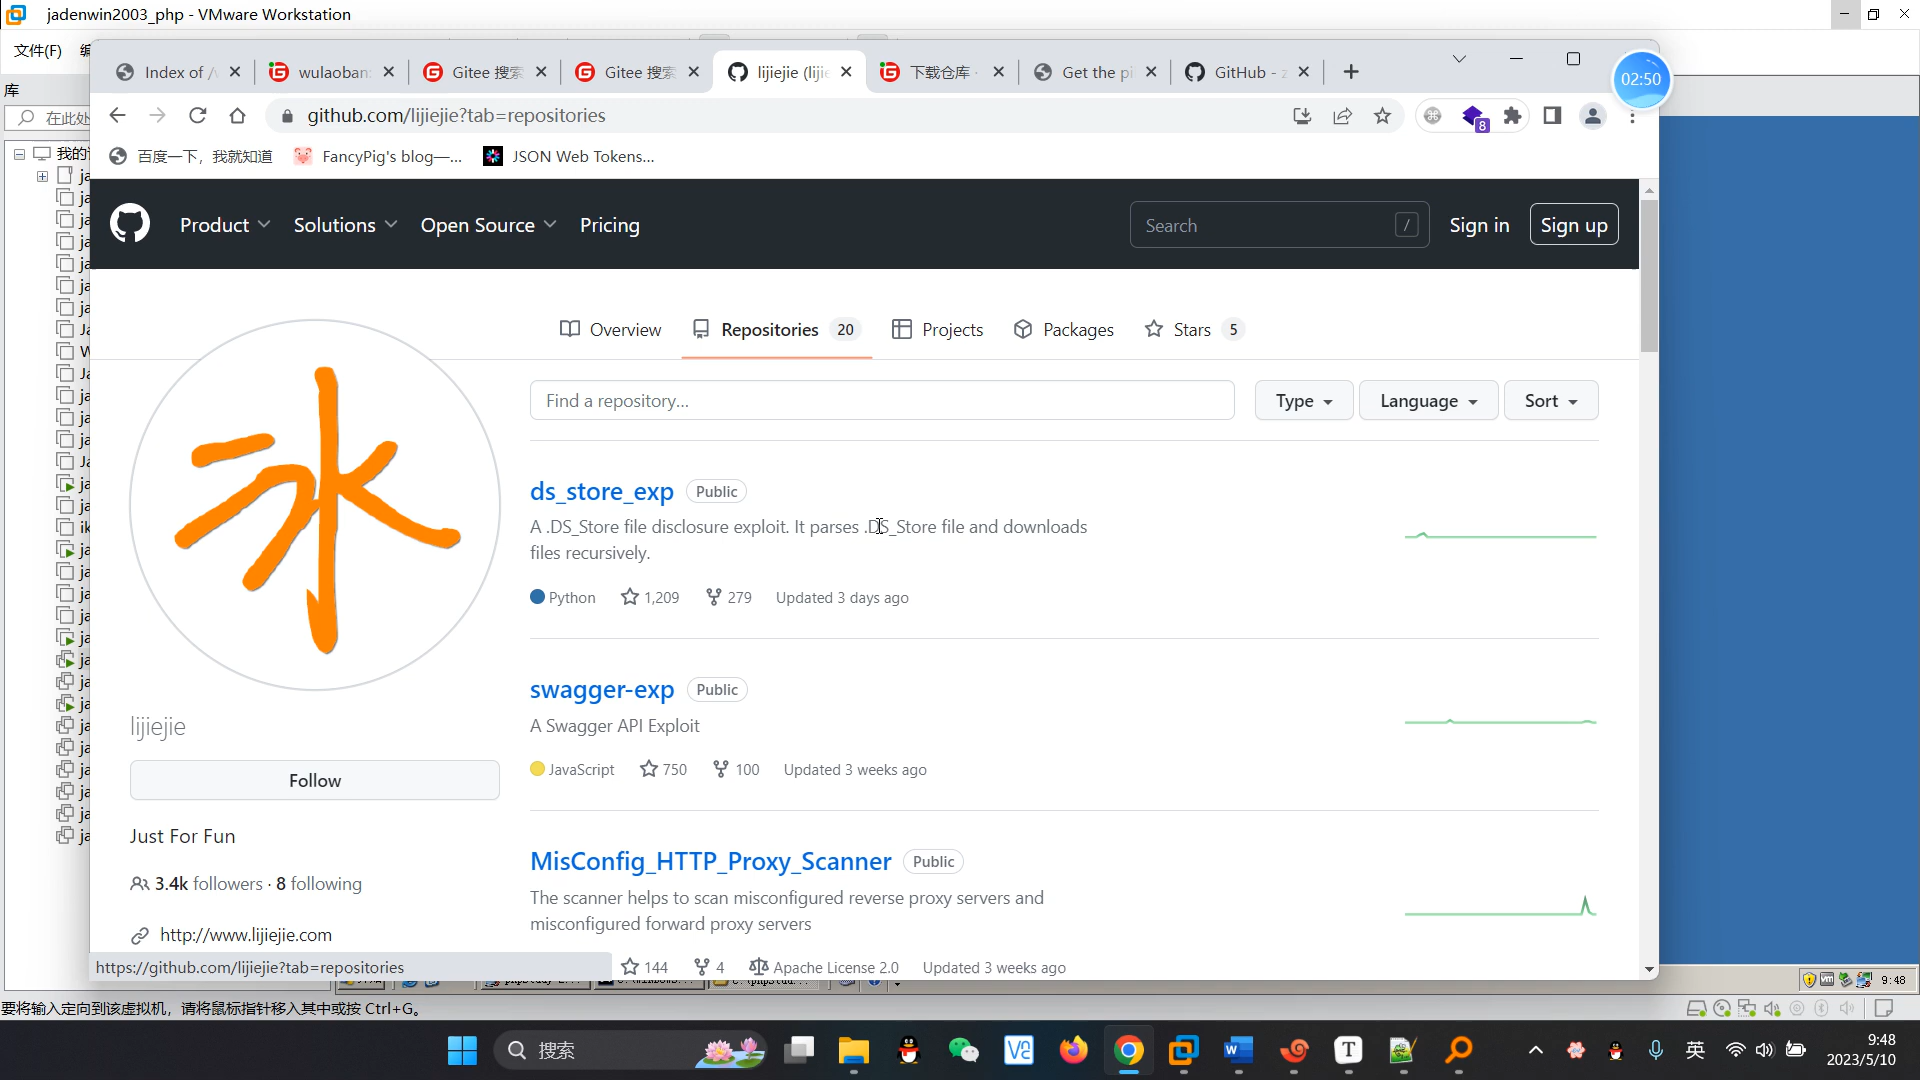 jadenwin2003_php - VMware Workstation
文件(F)
库
在此处
Index of /
wulaoban
Gitee 搜索
Gitee 搜索
lijiejie (lijie
下载仓库 ·
Get the pi
GitHub - z
02:50
github.com/lijiejie?tab=repositories
8
百度一下，我就知道
FancyPig's blog—...
JSON Web Tokens...
Product
Solutions
Open Source
Pricing
Search
/
Sign in
Sign up
Overview
Repositories 20
Projects
Packages
Stars 5
Find a repository...
Type
Language
Sort
ds_store_exp Public
A .DS_Store file disclosure exploit. It parses .DS_Store file and downloads
files recursively.
Python 1,209 279 Updated 3 days ago
swagger-exp Public
A Swagger API Exploit
JavaScript 750 100 Updated 3 weeks ago
MisConfig_HTTP_Proxy_Scanner Public
The scanner helps to scan misconfigured reverse proxy servers and
misconfigured forward proxy servers
144 4 Apache License 2.0 Updated 3 weeks ago
lijiejie
Follow
Just For Fun
3.4k followers · 8 following
http://www.lijiejie.com
https://github.com/lijiejie?tab=repositories
9:48
要将输入定向到该虚拟机，请将鼠标指针移入其中或按 Ctrl+G。
搜索
英
9:48
2023/5/10